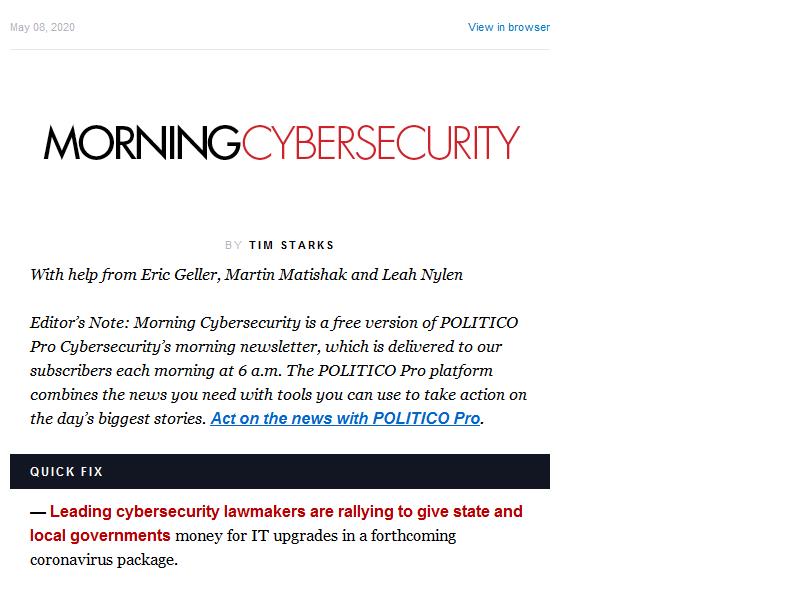 May 08, 2020
View in browser
MORNINGCYBERSECURITY
BY TIM STARKS
With help from Eric Geller, Martin Matishak and Leah Nylen
Editor’s Note: Morning Cybersecurity is a free version of POLITICO
Pro Cybersecurity’s morning newsletter, which is delivered to our
subscribers each morning at 6 a.m. The POLITICO Pro platform
combines the news you need with tools you can use to take action on
the day’s biggest stories. Act on the news with POLITICO Pro.
QUICK FIX
— Leading cybersecurity lawmakers are rallying to give state and
local governments money for IT upgrades in a forthcoming
coronavirus package.